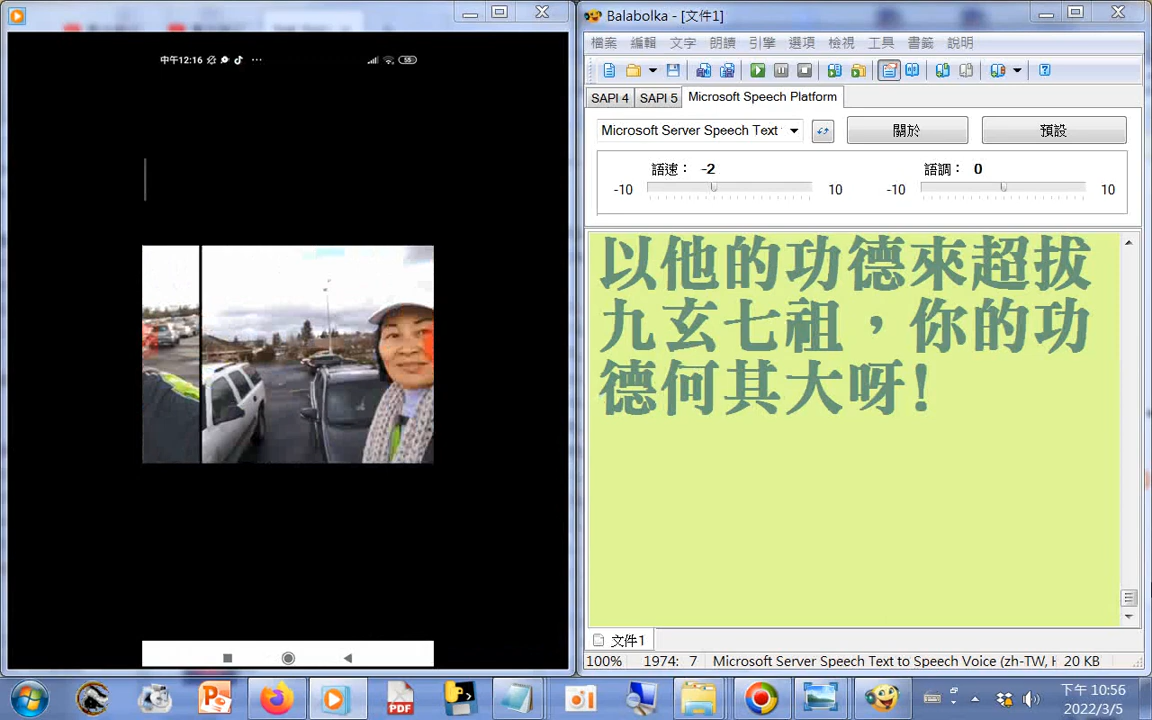 中午12:16
55
Balabolka - [文件1]
檔案 編輯 文字 朗讀 引擎 選項 檢視 工具 書籤 說明
SAPI 4 SAPI 5 Microsoft Speech Platform
Microsoft Server Speech Text 關於 預設
語速： -2 語調： 0
-10 10 -10 10
以他的功德來超拔
九玄七祖，你的功
德何其大呀！
文件1
100% 1974: 7 Microsoft Server Speech Text to Speech Voice (zh-TW, H 20 KB
PDF
下午 10:56
2022/3/5